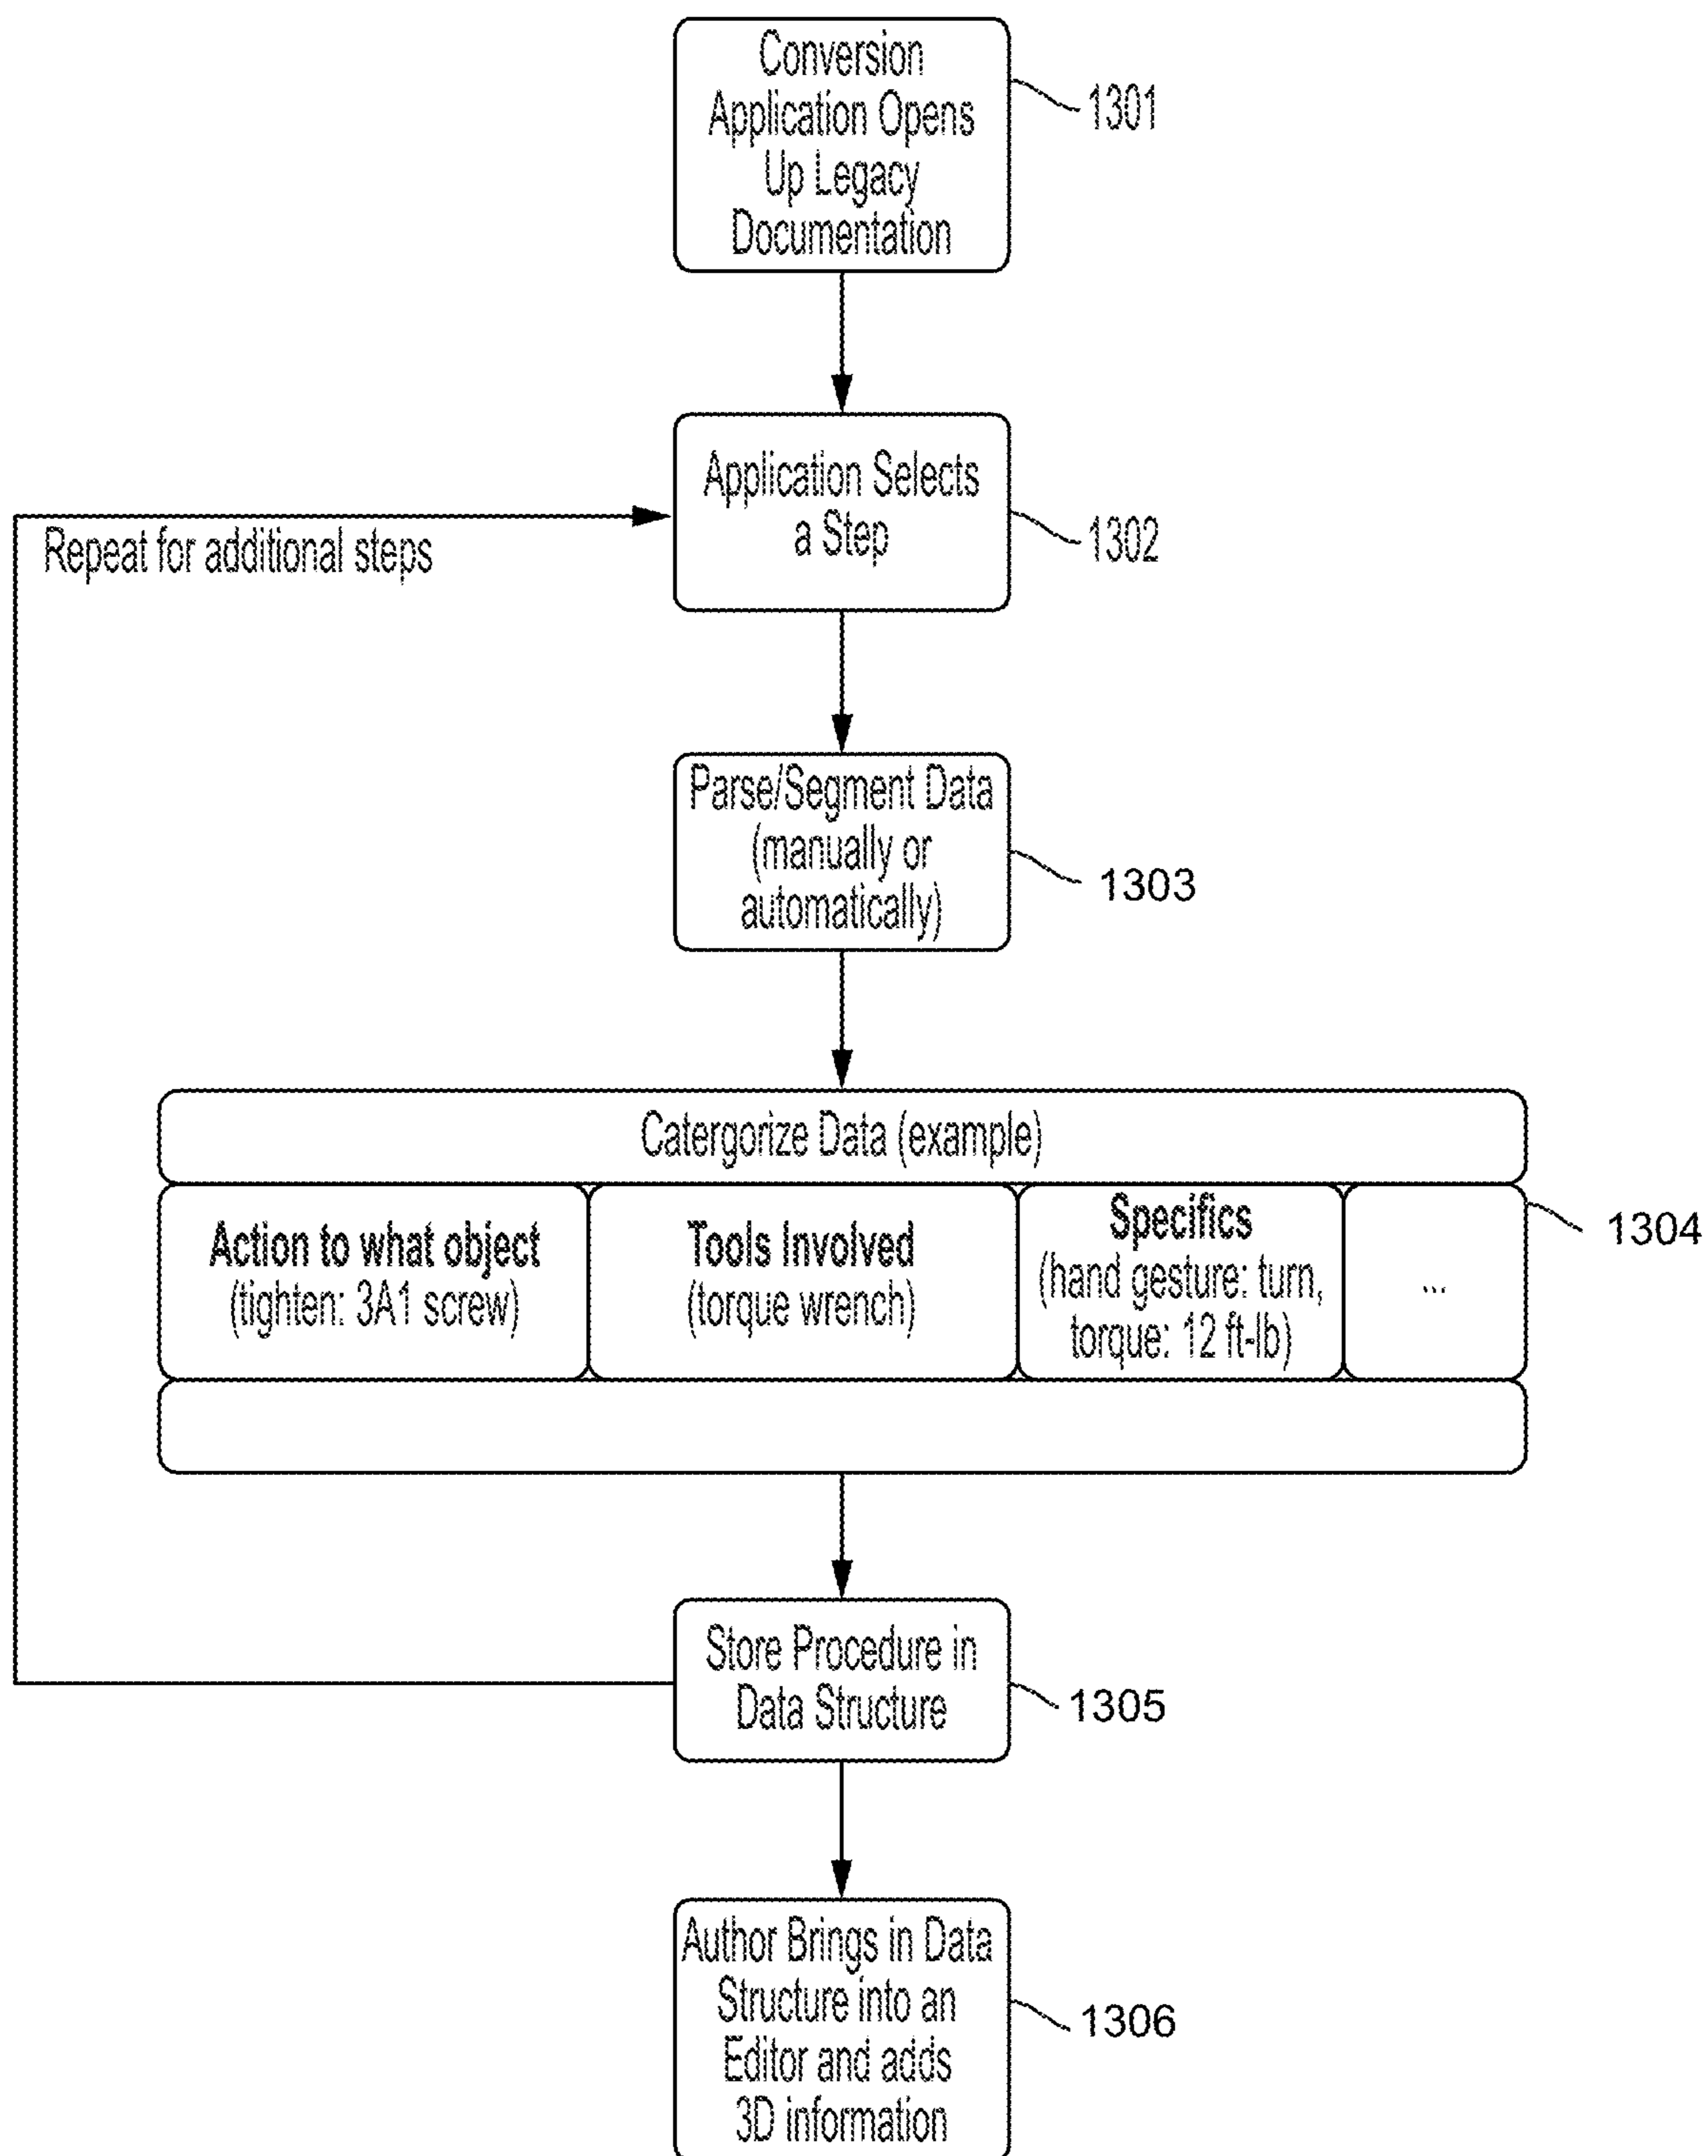 Conversion
Application Opens
Up Legacy
Documentation
1301
Application Selects
a Step
1302
Repeat for additional steps
Parse/Segment Data
(manually or
automatically)
1303
Catergorize Data (example)
Action to what object
(tighten: 3A1 screw)
Tools Involved
(torque wrench)
Specifics
(hand gesture: turn,
torque: 12 ft-lb)
...
1304
Store Procedure in
Data Structure
1305
Author Brings in Data
Structure into an
Editor and adds
3D information
1306